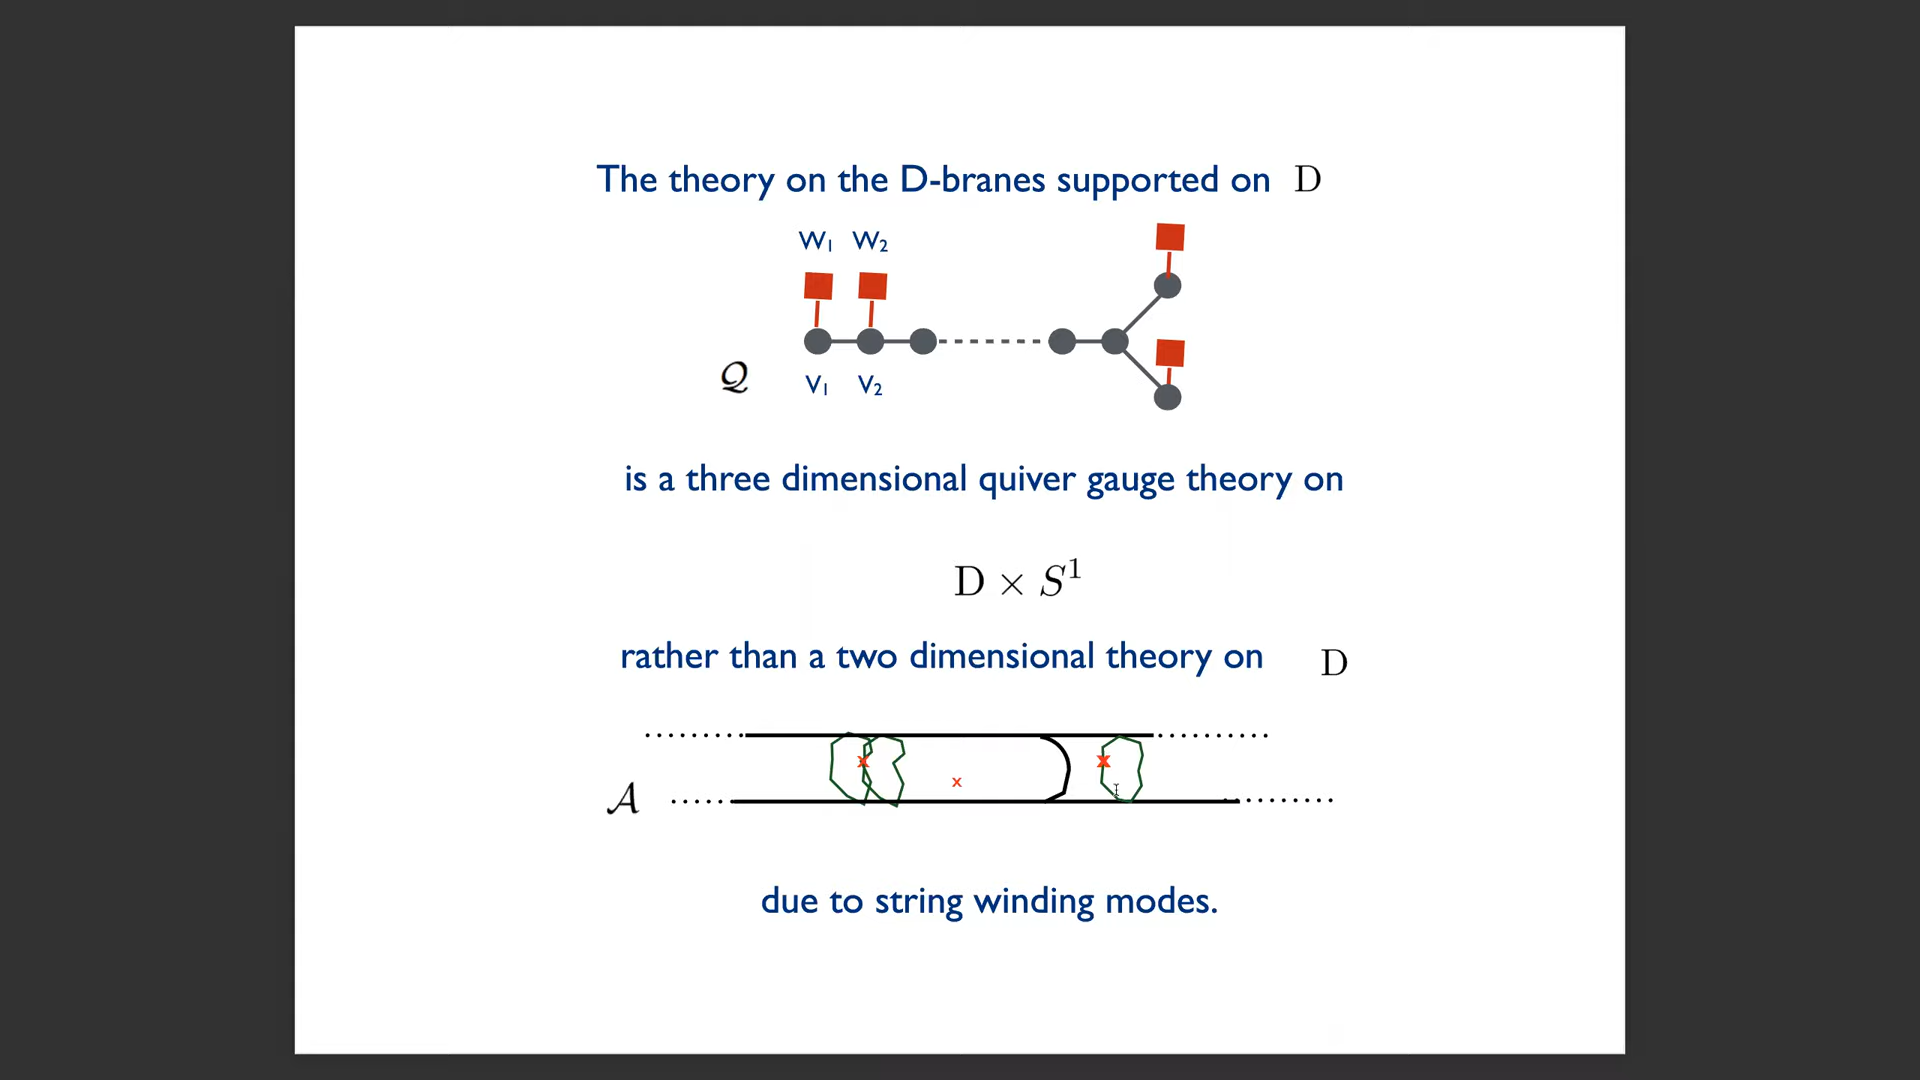 The theory on the D-branes supported on D
W₁ W₂
𝒬
V₁ V₂
is a three dimensional quiver gauge theory on
D × S¹
rather than a two dimensional theory on D
x x x
𝒜
due to string winding modes.